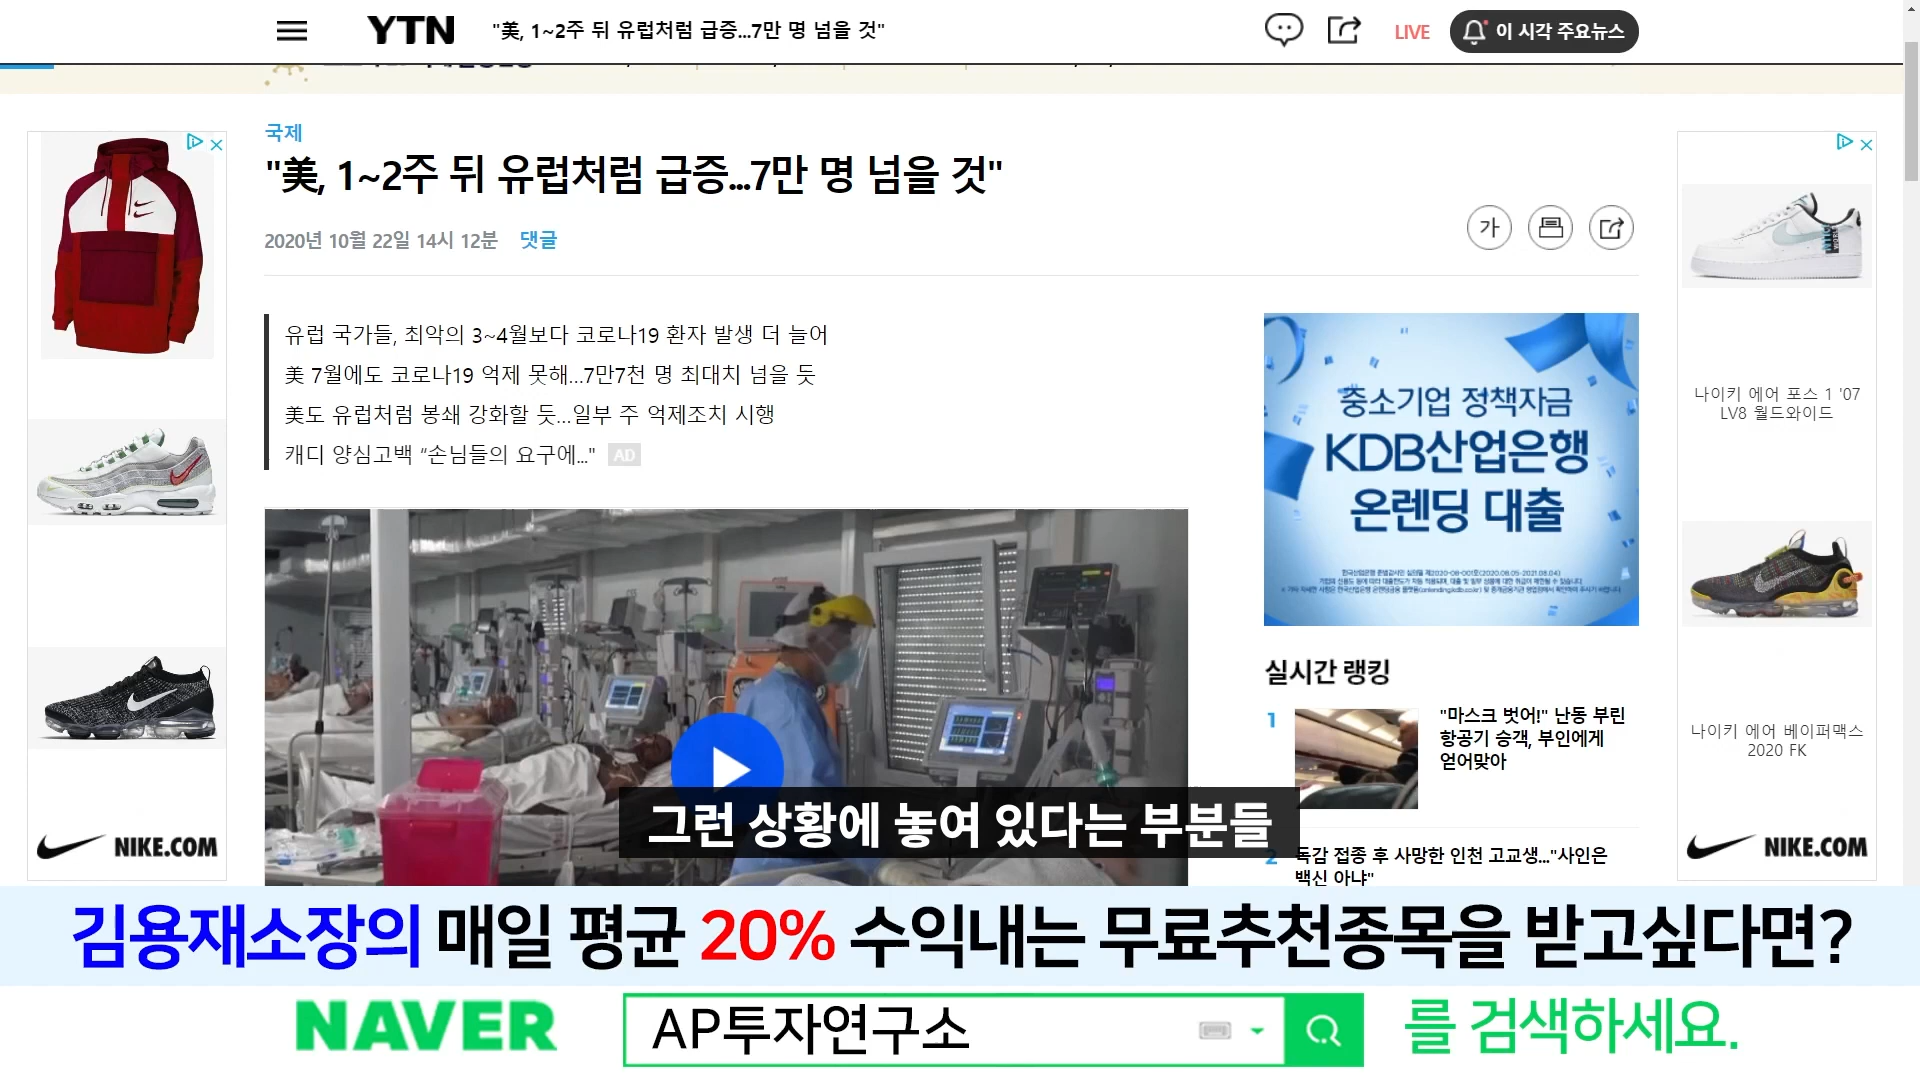 YTN
"美, 1~2주 뒤 유럽처럼 급증...7만 명 넘을 것"
LIVE
이 시각 주요뉴스
국제
"美, 1~2주 뒤 유럽처럼 급증...7만 명 넘을 것"
2020년 10월 22일 14시 12분 댓글
가
유럽 국가들, 최악의 3~4월보다 코로나19 환자 발생 더 늘어
美 7월에도 코로나19 억제 못해...7만7천 명 최대치 넘을 듯
美도 유럽처럼 봉쇄 강화할 듯...일부 주 억제조치 시행
캐디 양심고백 "손님들의 요구에..." AD
중소기업 정책자금
KDB산업은행
온렌딩 대출
실시간 랭킹
1
"마스크 벗어!" 난동 부린
항공기 승객, 부인에게
얻어맞아
2
독감 접종 후 사망한 인천 고교생..."사인은
백신 아냐"
나이키 에어 포스 1 '07
LV8 월드와이드
나이키 에어 베이퍼맥스
2020 FK
NIKE.COM
NIKE.COM
그런 상황에 놓여 있다는 부분들
김용재소장의 매일 평균 20% 수익내는 무료추천종목을 받고싶다면?
NAVER
AP투자연구소
를 검색하세요.